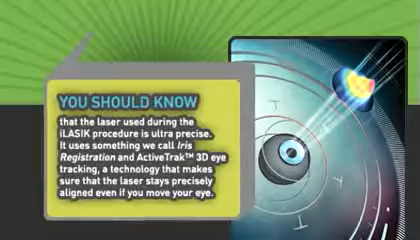 YOU SHOULD KNOW
that the laser used during the
iLASIK procedure is ultra precise.
It uses something we call Iris
Registration and ActiveTrak™ 3D eye
tracking, a technology that makes
sure that the laser stays precisely
aligned even if you move your eye.